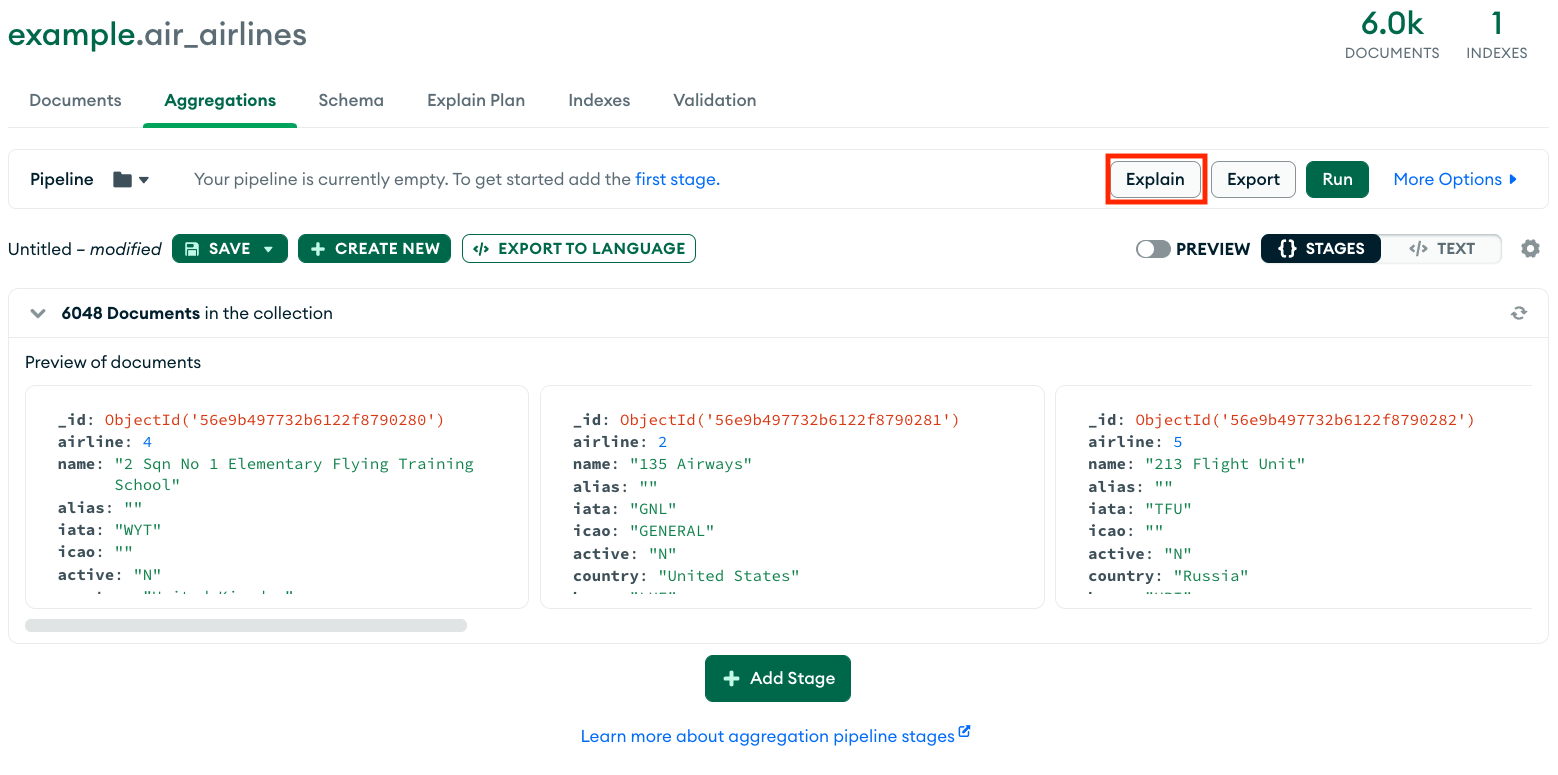 example.air_airlines
6.0k
DOCUMENTS
1
INDEXES
Documents Aggregations Schema Explain Plan Indexes Validation
Pipeline Your pipeline is currently empty. To get started add the first stage. Explain Export Run More Options
Untitled – modified SAVE CREATE NEW </> EXPORT TO LANGUAGE PREVIEW {} STAGES </> TEXT
6048 Documents in the collection
Preview of documents
_id: ObjectId('56e9b497732b6122f8790280')
airline: 4
name: "2 Sqn No 1 Elementary Flying Training
School"
alias: ""
iata: "WYT"
icao: ""
active: "N"
_id: ObjectId('56e9b497732b6122f8790281')
airline: 2
name: "135 Airways"
alias: ""
iata: "GNL"
icao: "GENERAL"
active: "N"
country: "United States"
_id: ObjectId('56e9b497732b6122f8790282')
airline: 5
name: "213 Flight Unit"
alias: ""
iata: "TFU"
icao: ""
active: "N"
country: "Russia"
+ Add Stage
Learn more about aggregation pipeline stages